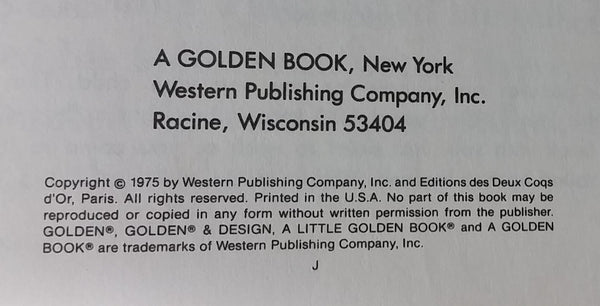 A GOLDEN BOOK, New York
Western Publishing Company, Inc.
Racine, Wisconsin 53404
Copyright © 1975 by Western Publishing Company, Inc. and Editions des Deux Coqs
d'Or, Paris. All rights reserved. Printed in the U.S.A. No part of this book may be
reproduced or copied in any form without written permission from the publisher.
GOLDEN®, GOLDEN® & DESIGN, A LITTLE GOLDEN BOOK® and A GOLDEN
BOOK® are trademarks of Western Publishing Company, Inc.
J